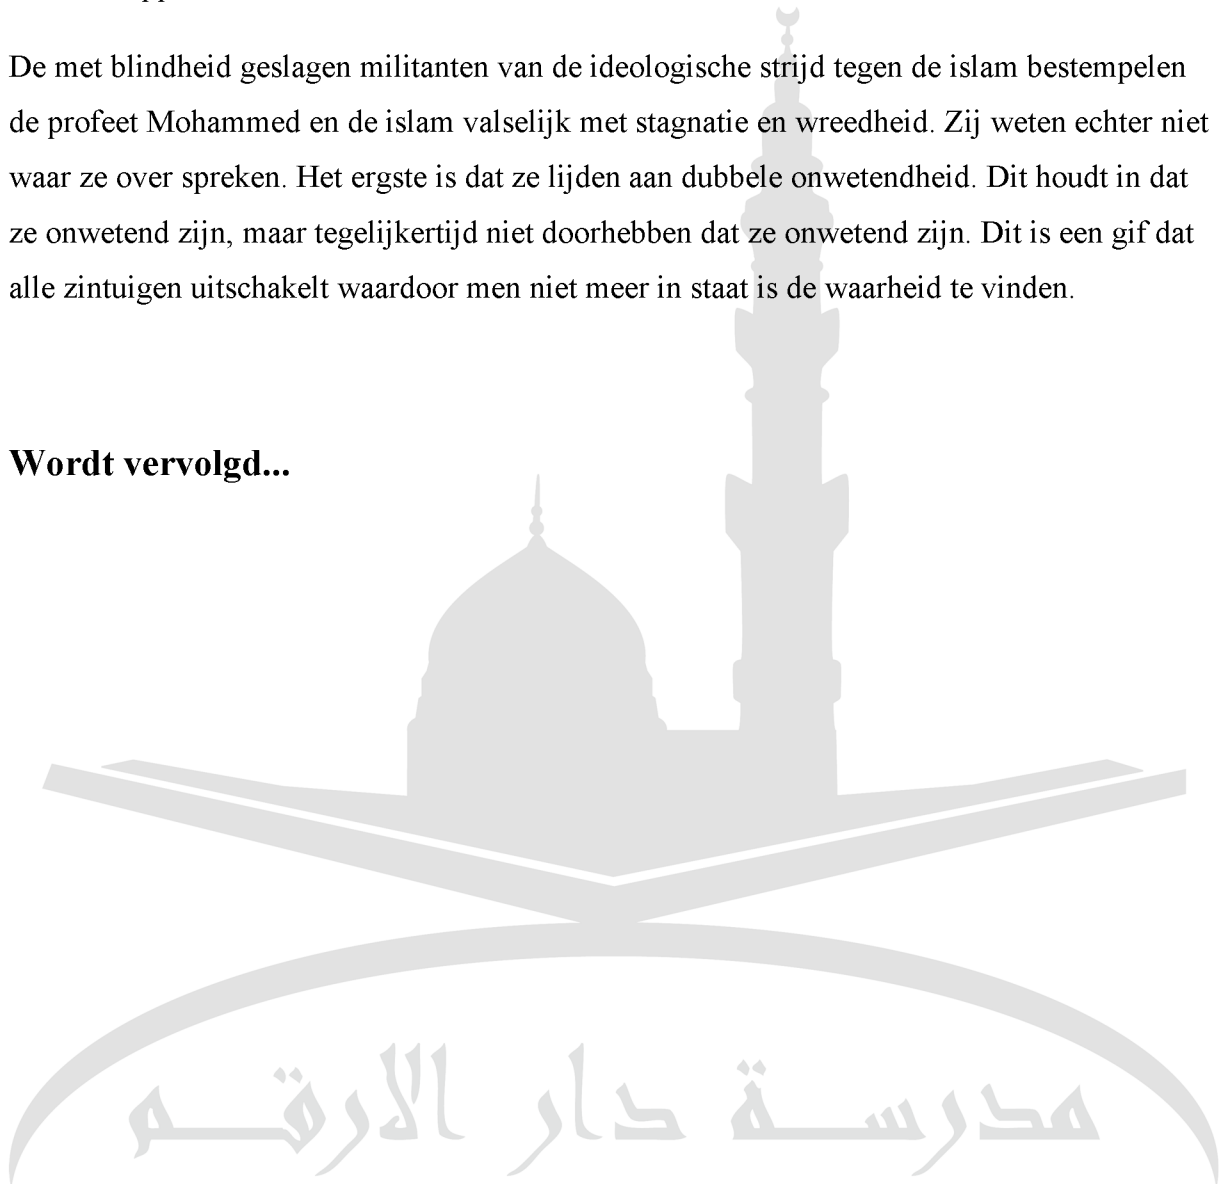 De met blindheid geslagen militanten van de ideologische strijd tegen de islam bestempelen
de profeet Mohammed en de islam valselijk met stagnatie en wreedheid. Zij weten echter niet
waar ze over spreken. Het ergste is dat ze lijden aan dubbele onwetendheid. Dit houdt in dat
ze onwetend zijn, maar tegelijkertijd niet doorhebben dat ze onwetend zijn. Dit is een gif dat
alle zintuigen uitschakelt waardoor men niet meer in staat is de waarheid te vinden.
Wordt vervolgd...
مدرسة دار الارقم